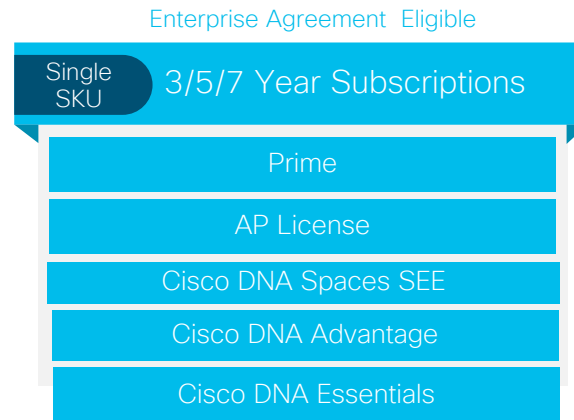 Enterprise Agreement Eligible
Single
SKU
3/5/7 Year Subscriptions
Prime
AP License
Cisco DNA Spaces SEE
Cisco DNA Advantage
Cisco DNA Essentials